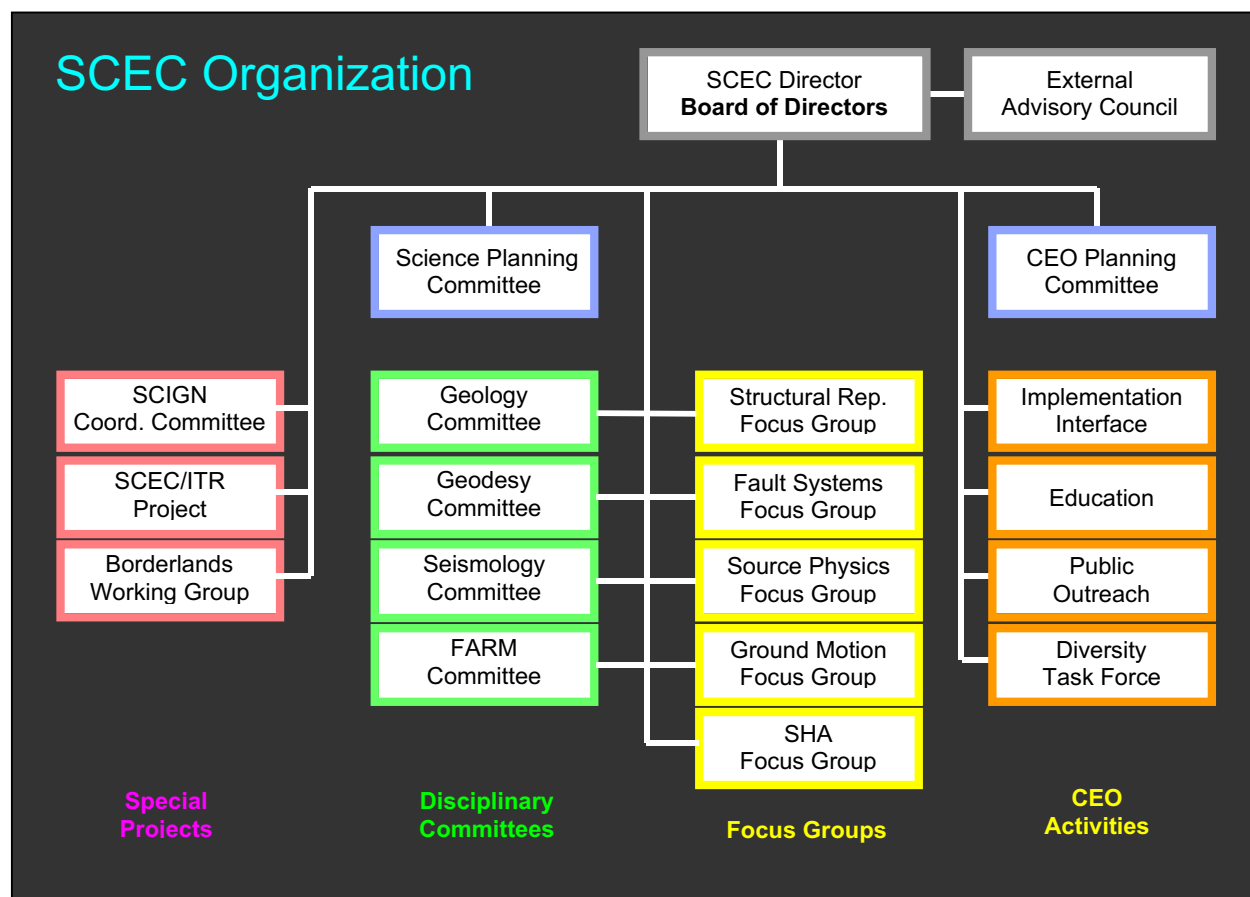 SCEC Organization
SCEC Director
Board of Directors
External
Advisory Council
Science Planning
Committee
CEO Planning
Committee
SCIGN
Coord. Committee
SCEC/ITR
Project
Borderlands
Working Group
Geology
Committee
Geodesy
Committee
Seismology
Committee
FARM
Committee
Structural Rep.
Focus Group
Fault Systems
Focus Group
Source Physics
Focus Group
Ground Motion
Focus Group
SHA
Focus Group
Implementation
Interface
Education
Public
Outreach
Diversity
Task Force
Special
Projects
Disciplinary
Committees
Focus Groups
CEO
Activities